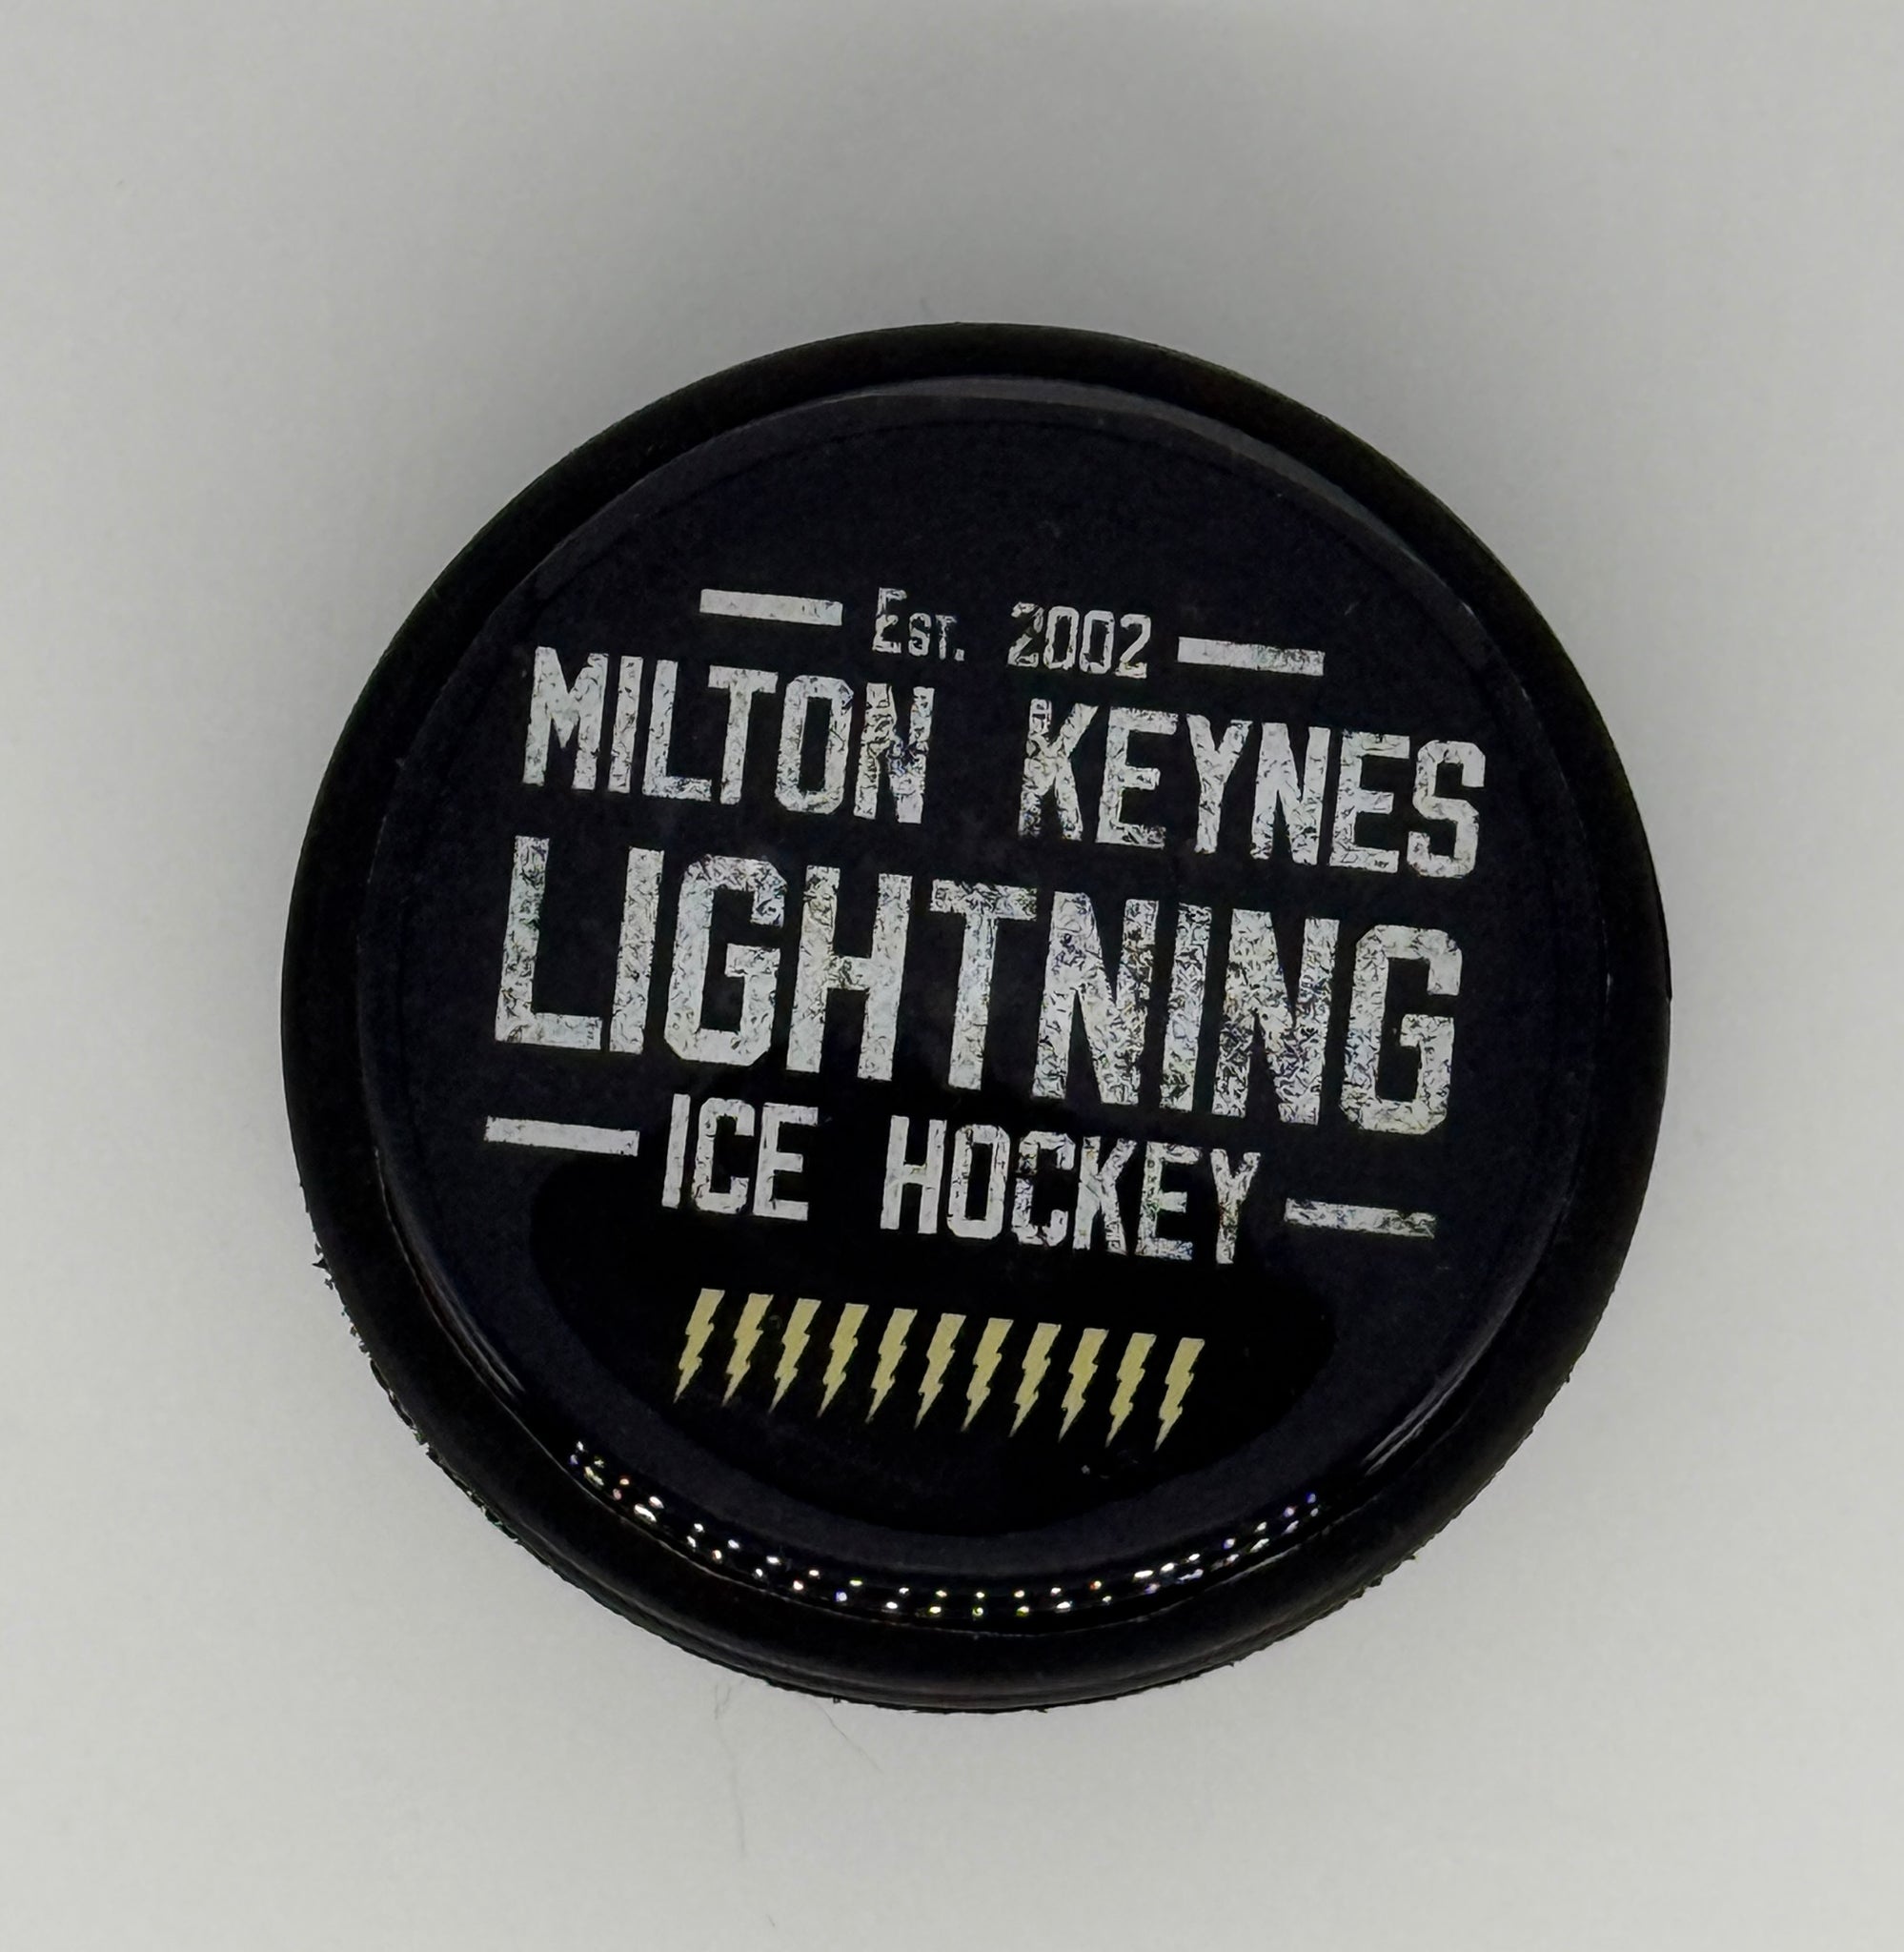 Est. 2002
MILTON KEYNES
LIGHTNING
ICE HOCKEY